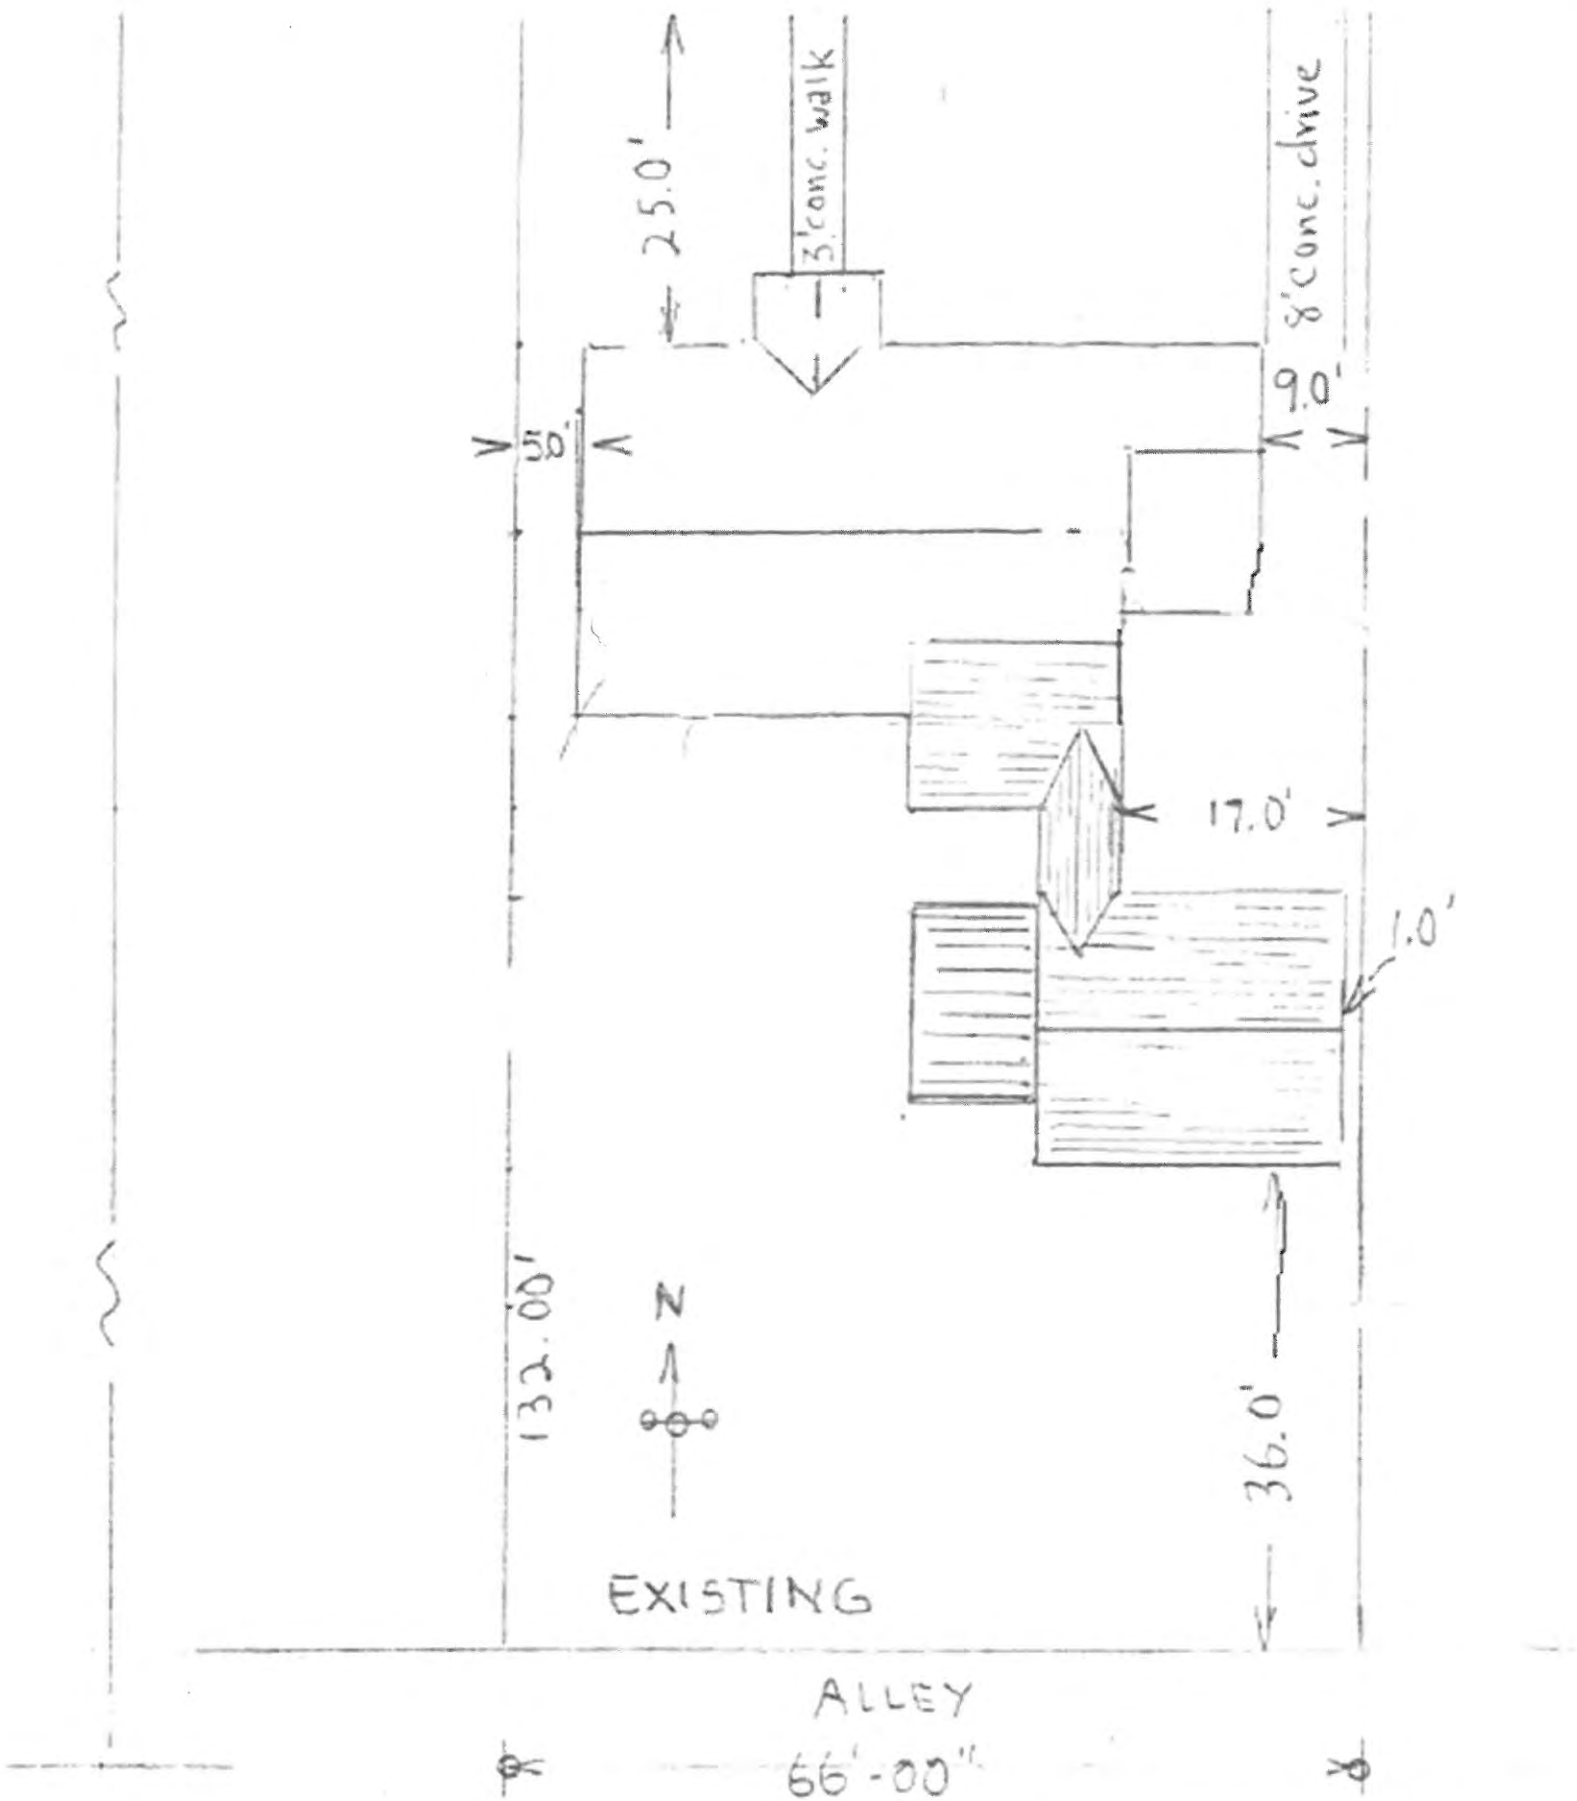 25.0'
3'conc. walk
8'conc. drive
9.0'
5.0'
17.0'
1.0'
132.00'
N
36.0'
EXISTING
ALLEY
66'-00"